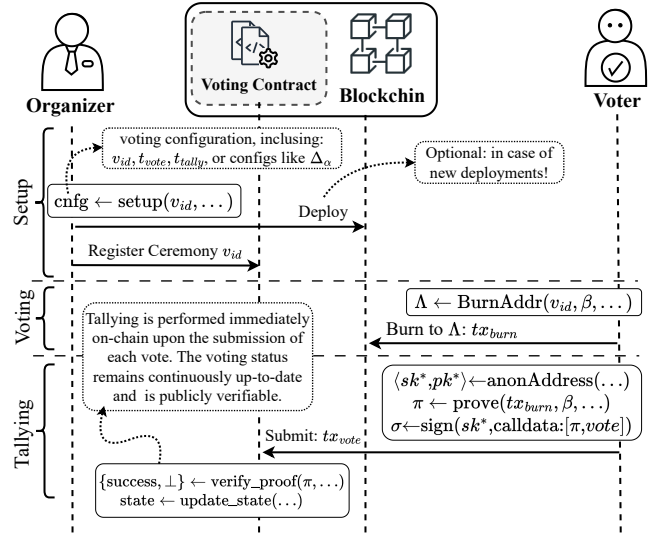 Organizer
</>
Voting Contract
Blockchin
Voter
Setup
voting configuration, inclusing:
v_id, t_vote, t_tally, or configs like Δ_α
Optional: in case of
new deployments!
cnfg ← setup(v_id, . . .)
Deploy
Register Ceremony v_id
Voting
Λ ← BurnAddr(v_id, β, . . .)
Burn to Λ: tx_burn
Tallying is performed immediately
on-chain upon the submission of
each vote. The voting status
remains continuously up-to-date
and is publicly verifiable.
Tallying
⟨sk*,pk*⟩←anonAddress(. . .)
π ← prove(tx_burn, β, . . .)
σ←sign(sk*,calldata:[π,vote])
Submit: tx_vote
{success, ⊥} ← verify_proof(π, . . .)
state ← update_state(. . .)